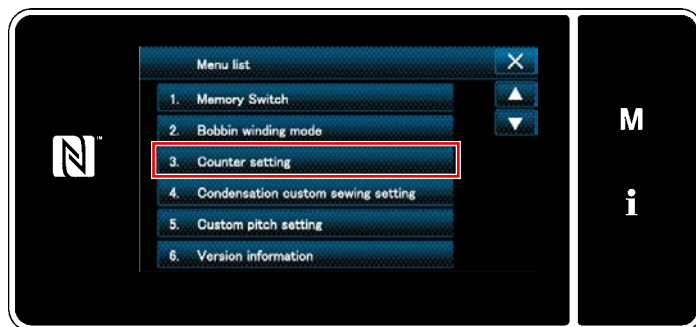 Menu list
1. Memory Switch
2. Bobbin winding mode
3. Counter setting
4. Condensation custom sewing setting
5. Custom pitch setting
6. Version information
M
i